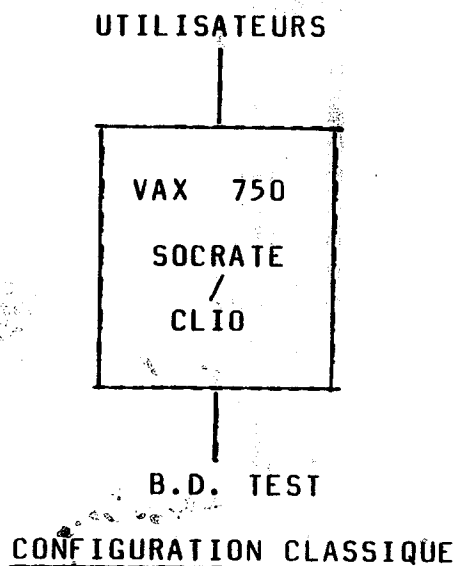 UTILISATEURS
VAX 750
SOCRATE
/
CLIO
B.D. TEST
CONFIGURATION CLASSIQUE